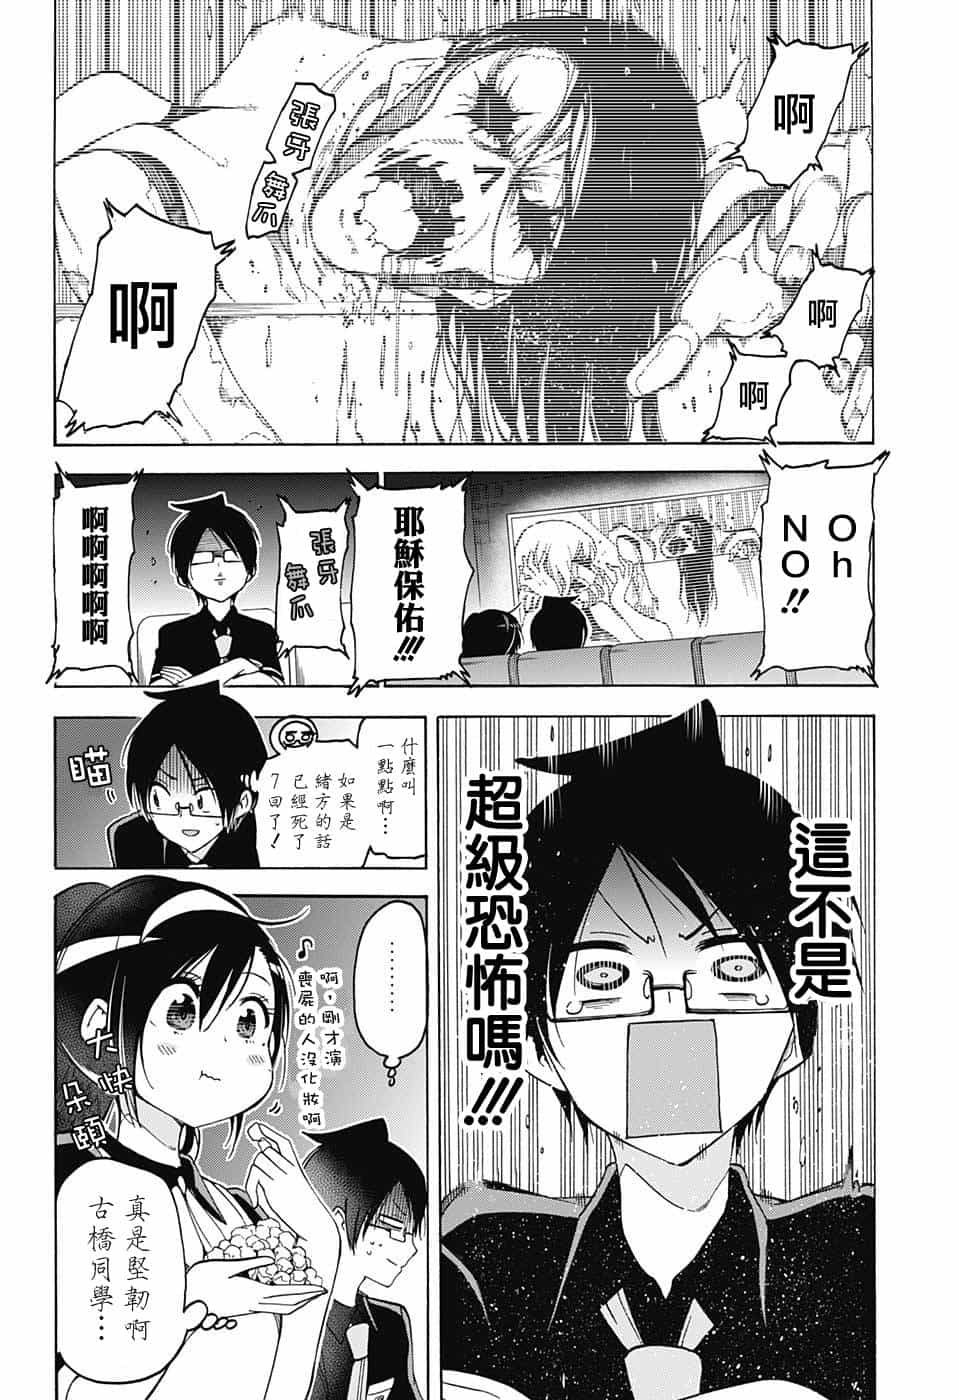 啊
張牙
舞爪
啊
啊
啊
Oh
NO!!
耶穌保佑!!!
張牙
舞爪
啊啊啊啊啊啊
這不是
超級恐怖嗎!!!
什麼叫
一點點啊…
如果是
緒方的話
已經死了
7回了!
瞄
………
♪
啊，剛才演
喪屍的人沒化妝啊
大快
朵頤
真是堅韌啊
古橋同學…